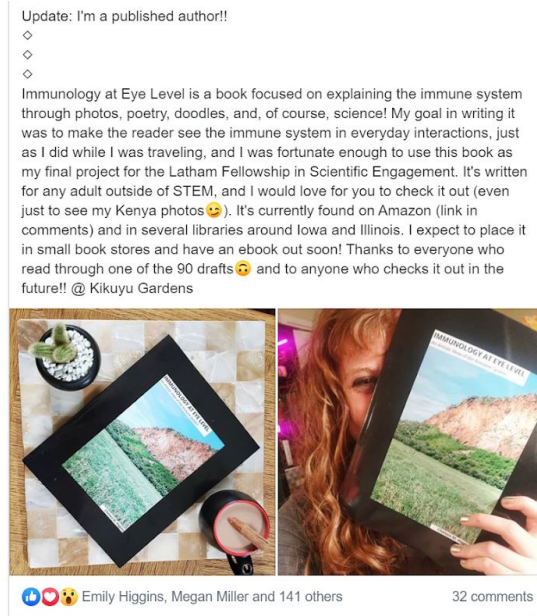 Update: I'm a published author!!
◇
◇
◇
Immunology at Eye Level is a book focused on explaining the immune system
through photos, poetry, doodles, and, of course, science! My goal in writing it
was to make the reader see the immune system in everyday interactions, just
as I did while I was traveling, and I was fortunate enough to use this book as
my final project for the Latham Fellowship in Scientific Engagement. It's written
for any adult outside of STEM, and I would love for you to check it out (even
just to see my Kenya photos😉). It's currently found on Amazon (link in
comments) and in several libraries around Iowa and Illinois. I expect to place it
in small book stores and have an ebook out soon! Thanks to everyone who
read through one of the 90 drafts🙃 and to anyone who checks it out in the
future!! @ Kikuyu Gardens
IMMUNOLOGY AT EYE LEVEL
IMMUNOLOGY AT EYE LEVEL
Emily Higgins, Megan Miller and 141 others
32 comments